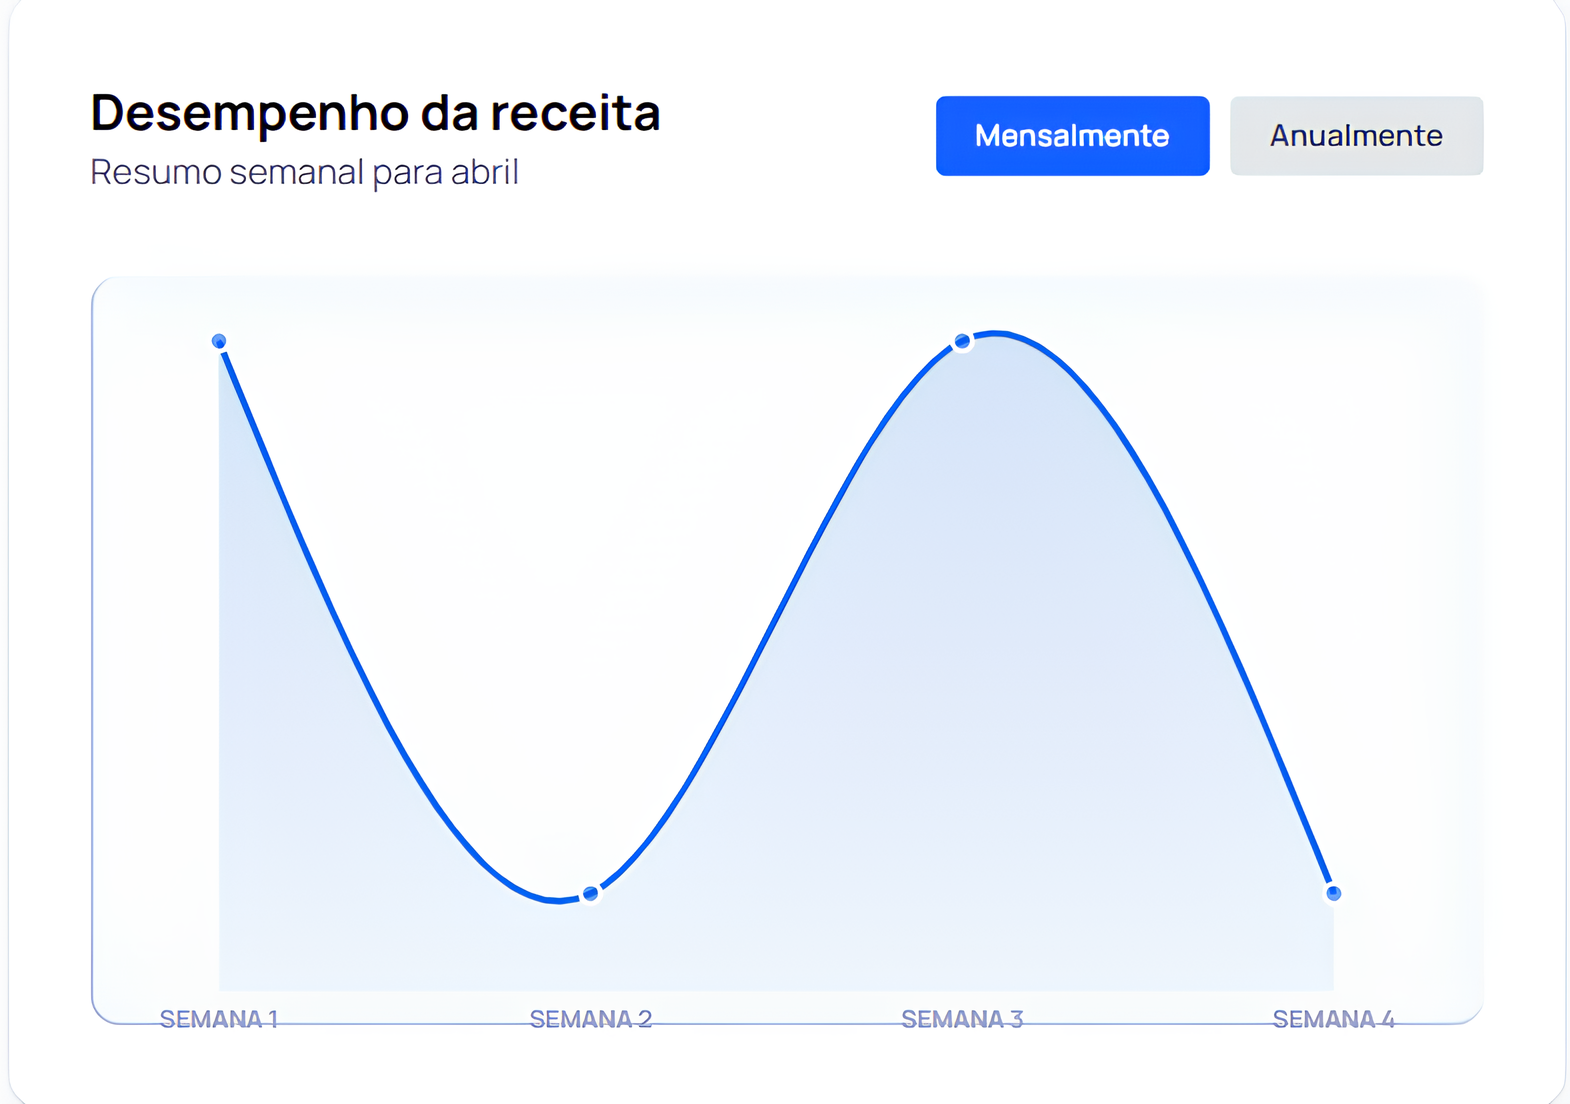 Desempenho da receita
Resumo semanal para abril
Mensalmente
Anualmente
SEMANA 1
SEMANA 2
SEMANA 3
SEMANA 4